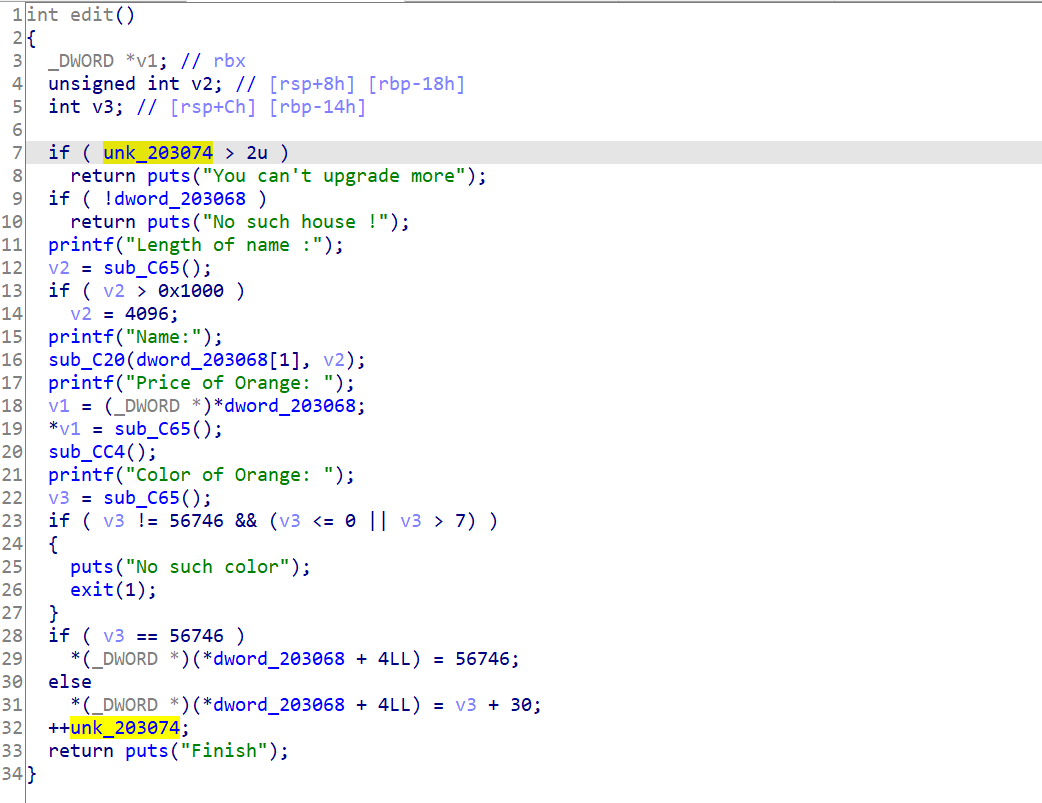 1 int edit()
2 {
3   _DWORD *v1; // rbx
4   unsigned int v2; // [rsp+8h] [rbp-18h]
5   int v3; // [rsp+Ch] [rbp-14h]
6
7   if ( unk_203074 > 2u )
8     return puts("You can't upgrade more");
9   if ( !dword_203068 )
10     return puts("No such house !");
11   printf("Length of name :");
12   v2 = sub_C65();
13   if ( v2 > 0x1000 )
14     v2 = 4096;
15   printf("Name:");
16   sub_C20(dword_203068[1], v2);
17   printf("Price of Orange: ");
18   v1 = (_DWORD *)*dword_203068;
19   *v1 = sub_C65();
20   sub_CC4();
21   printf("Color of Orange: ");
22   v3 = sub_C65();
23   if ( v3 != 56746 && (v3 <= 0 || v3 > 7) )
24   {
25     puts("No such color");
26     exit(1);
27   }
28   if ( v3 == 56746 )
29     *(_DWORD *)(*dword_203068 + 4LL) = 56746;
30   else
31     *(_DWORD *)(*dword_203068 + 4LL) = v3 + 30;
32   ++unk_203074;
33   return puts("Finish");
34 }